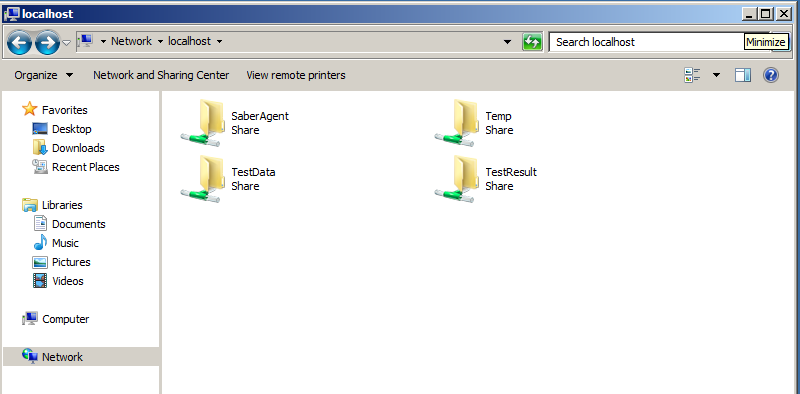 localhost
Network localhost
Search localhost
Minimize
Organize Network and Sharing Center View remote printers
Favorites
Desktop
Downloads
Recent Places
Libraries
Documents
Music
Pictures
Videos
Computer
Network
SaberAgent
Share
Temp
Share
TestData
Share
TestResult
Share